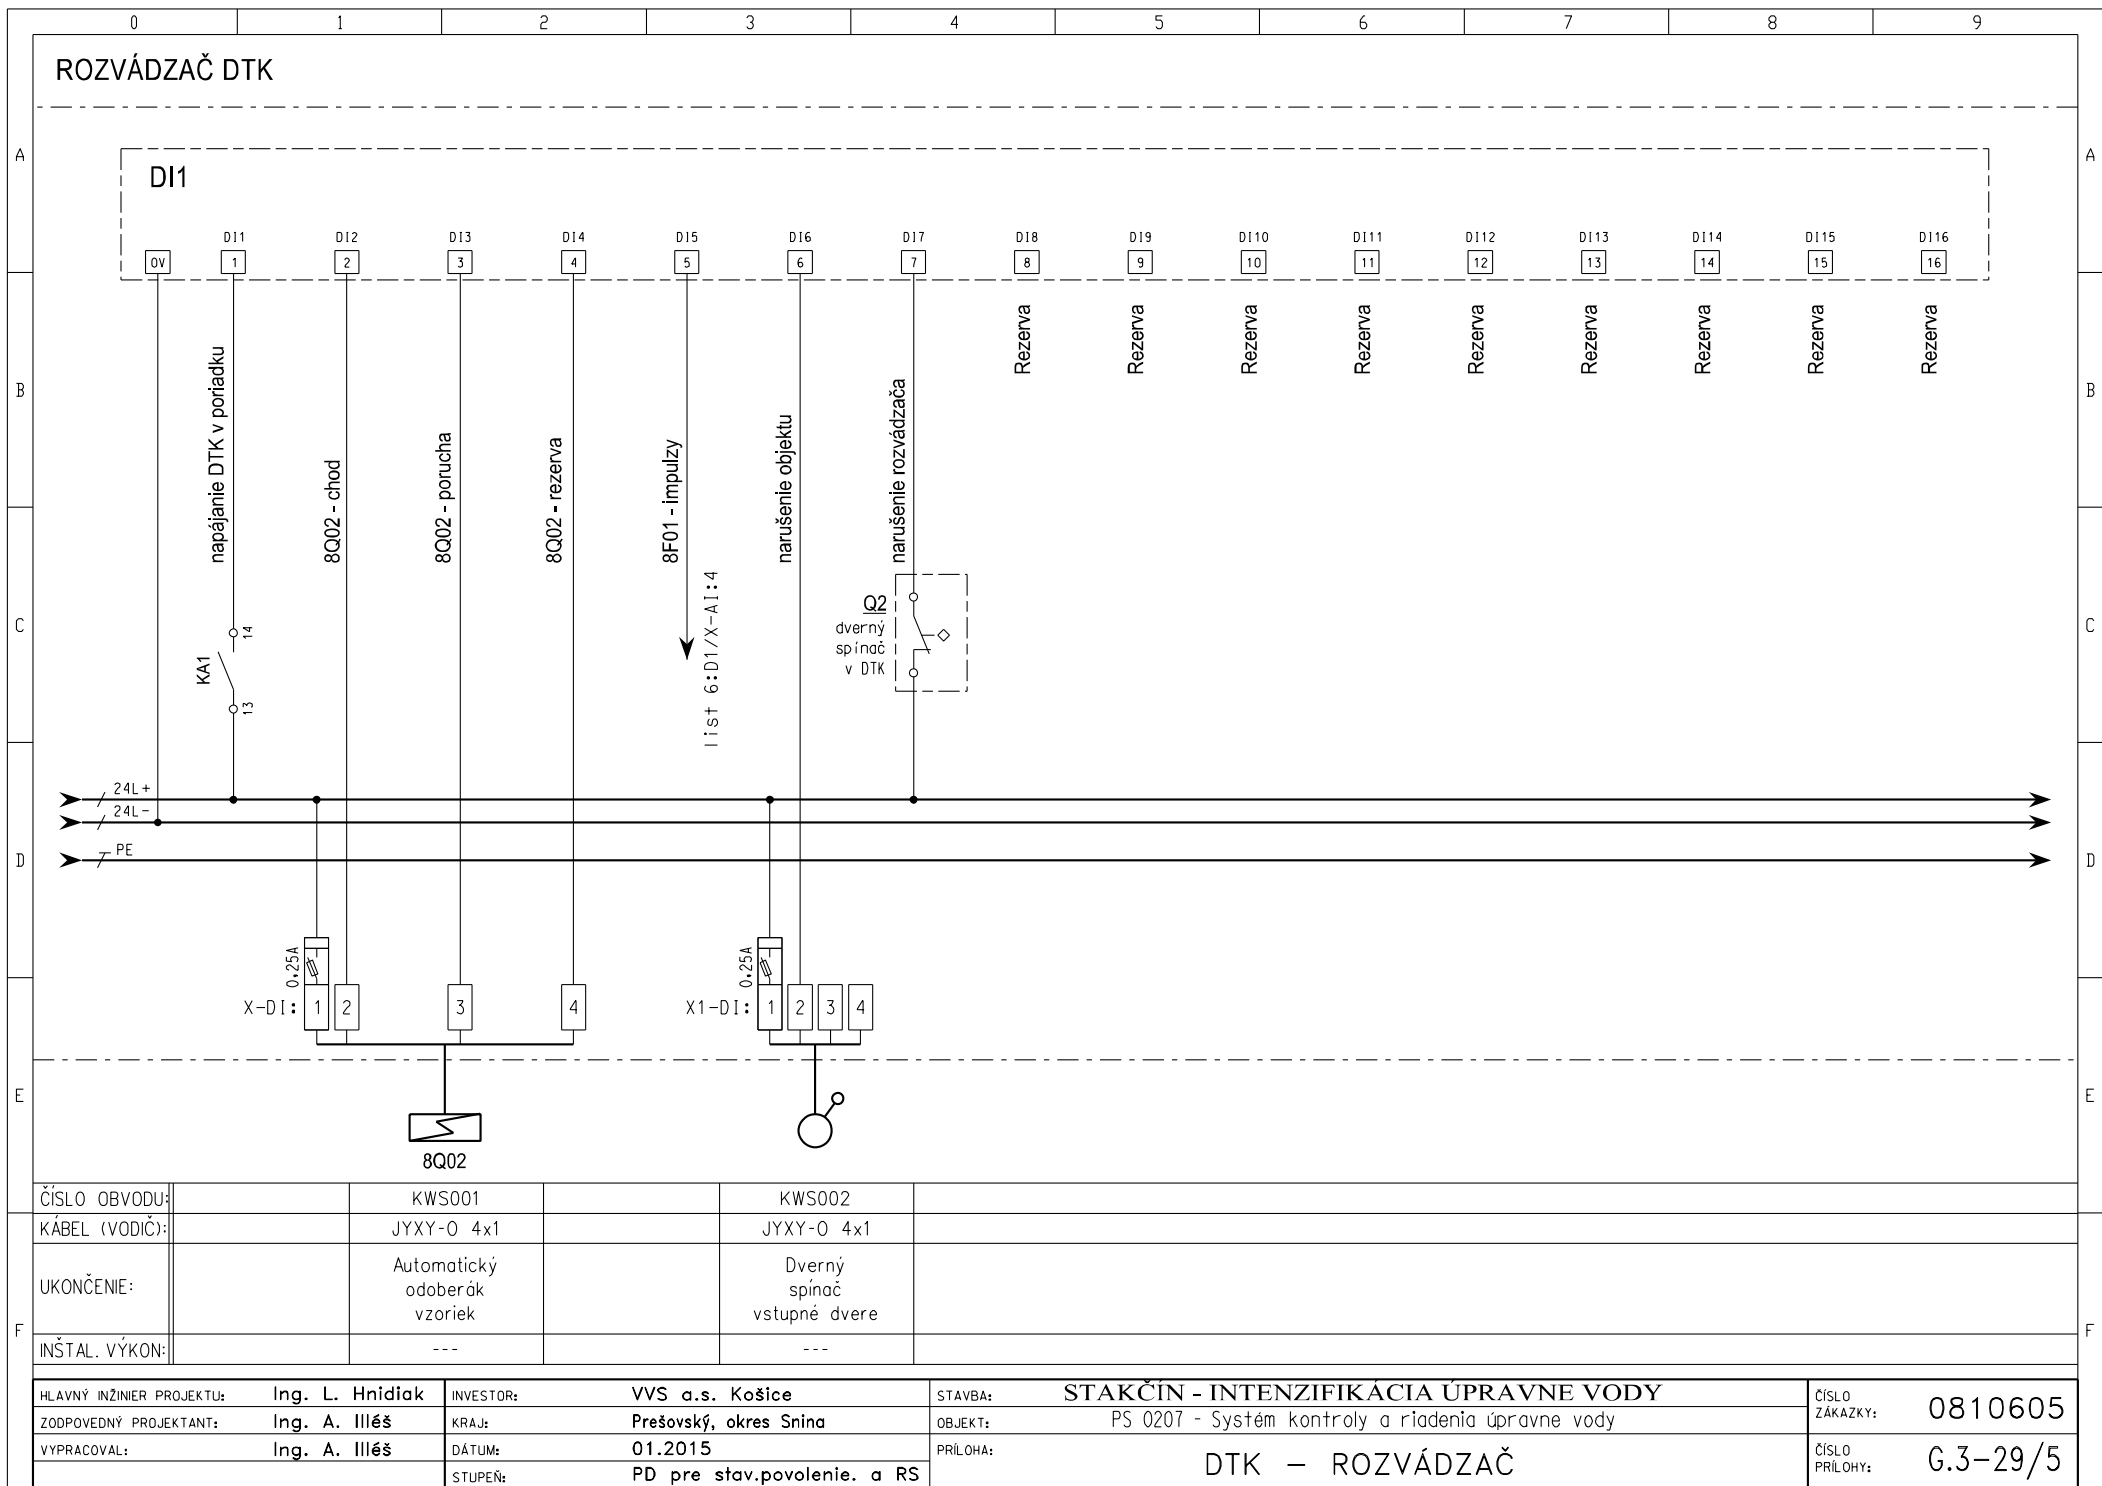 0 1 2 3 4 5 6 7 8 9
ROZVÁDZAČ DTK
A A
DI1
DI1 DI2 DI3 DI4 DI5 DI6 DI7 DI8 DI9 DI10 DI11 DI12 DI13 DI14 DI15 DI16
0V 1 2 3 4 5 6 7 8 9 10 11 12 13 14 15 16
napájanie DTK v poriadku
8Q02 - chod
8Q02 - porucha
8Q02 - rezerva
8F01 - impulzy
narušenie objektu
narušenie rozvádzača
Rezerva
Rezerva
Rezerva
Rezerva
Rezerva
Rezerva
Rezerva
Rezerva
Rezerva
B B
list 6:D1/X-AI:4
C C
KA1
14
13
Q2
dverný
spínač
v DTK
24L+
24L-
PE
D D
0,25A
0,25A
X-DI: 1 2 3 4
X1-DI: 1 2 3 4
E E
8Q02
ČÍSLO OBVODU: KWS001 KWS002
KÁBEL (VODIČ): JYXY-O 4x1 JYXY-O 4x1
UKONČENIE:
Automatický
odoberák
vzoriek
Dverný
spínač
vstupné dvere
F F
INŠTAL. VÝKON: --- ---
HLAVNÝ INŽINIER PROJEKTU: Ing. L. Hnidiak
ZODPOVEDNÝ PROJEKTANT: Ing. A. Illéš
VYPRACOVAL: Ing. A. Illéš
INVESTOR: VVS a.s. Košice
KRAJ: Prešovský, okres Snina
DÁTUM: 01.2015
STUPEŇ: PD pre stav.povolenie. a RS
STAVBA: STAKČÍN - INTENZIFIKÁCIA ÚPRAVNE VODY
OBJEKT: PS 0207 - Systém kontroly a riadenia úpravne vody
PRÍLOHA: DTK – ROZVÁDZAČ
ČÍSLO
ZÁKAZKY: 0810605
ČÍSLO
PRÍLOHY: G.3-29/5